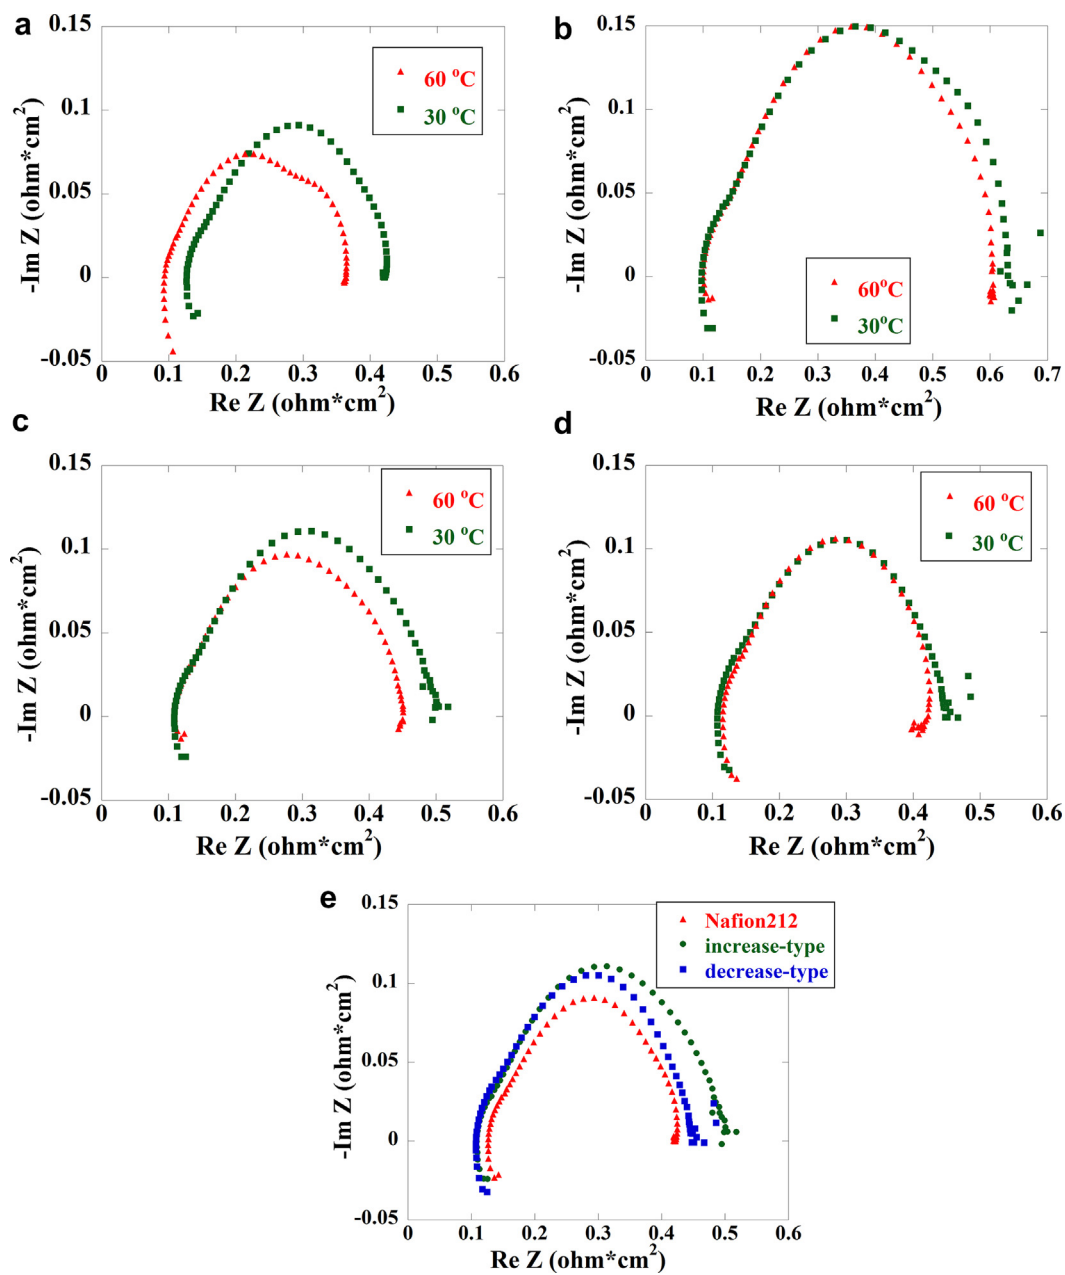 a
0.15
0.1
0.05
0
-0.05
-Im Z (ohm*cm²)
60 °C
30 °C
0 0.1 0.2 0.3 0.4 0.5 0.6
Re Z (ohm*cm²)
b
0.15
0.1
0.05
0
-0.05
-Im Z (ohm*cm²)
60°C
30°C
0 0.1 0.2 0.3 0.4 0.5 0.6 0.7
Re Z (ohm*cm²)
c
0.15
0.1
0.05
0
-0.05
-Im Z (ohm*cm²)
60 °C
30 °C
0 0.1 0.2 0.3 0.4 0.5 0.6
Re Z (ohm*cm²)
d
0.15
0.1
0.05
0
-0.05
-Im Z (ohm*cm²)
60 °C
30 °C
0 0.1 0.2 0.3 0.4 0.5 0.6
Re Z (ohm*cm²)
e
0.15
0.1
0.05
0
-0.05
-Im Z (ohm*cm²)
Nafion212
increase-type
decrease-type
0 0.1 0.2 0.3 0.4 0.5 0.6
Re Z (ohm*cm²)